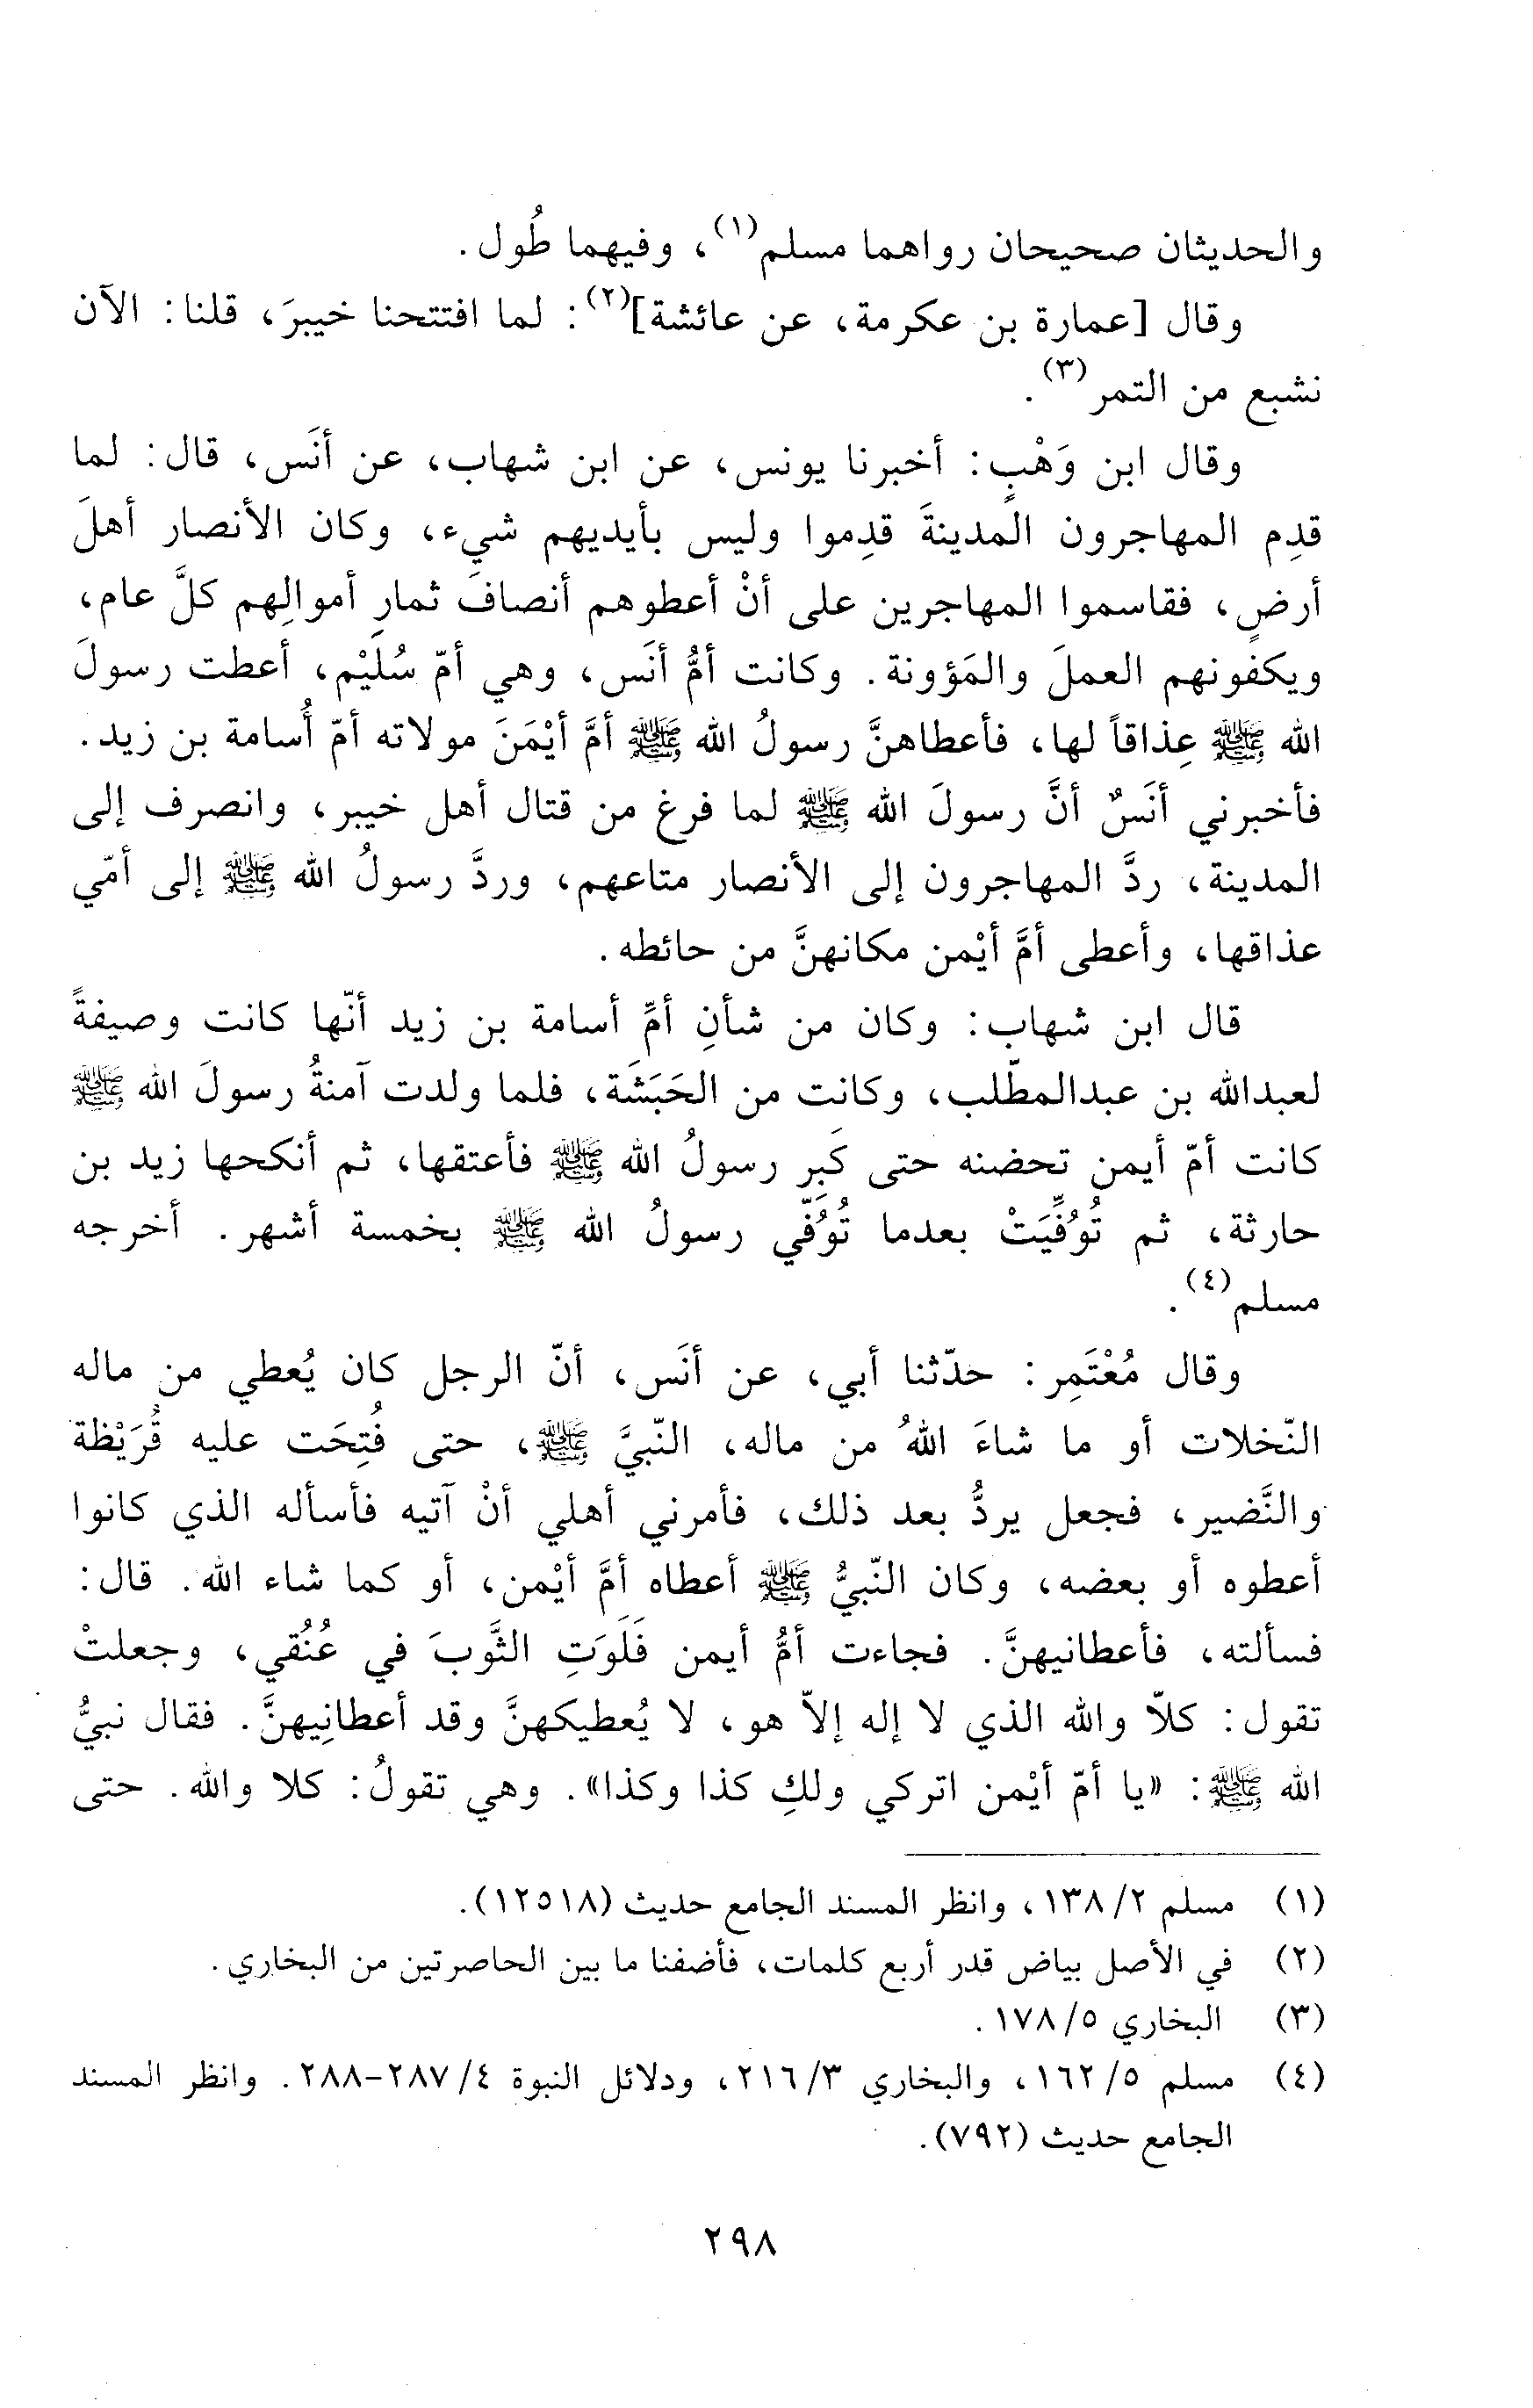 والحديثان صحيحان رواهما مسلم(١)، وفيهما طُول.
وقال [عمارة بن عكرمة، عن عائشة](٢): لما افتتحنا خيبرَ، قلنا: الآن
نشبع من التمر(٣).
وقال ابن وَهْبٍ: أخبرنا يونس، عن ابن شهاب، عن أنَس، قال: لما
قدِم المهاجرون المدينةَ قدِموا وليس بأيديهم شيء، وكان الأنصار أهلَ
أرضٍ، فقاسموا المهاجرين على أنْ أعطوهم أنصافَ ثمارِ أموالِهم كلَّ عام،
ويكفونهم العملَ والمَؤونة. وكانت أمُّ أنَس، وهي أمّ سُلَيْم، أعطت رسولَ
الله ﷺ عِذاقاً لها، فأعطاهنَّ رسولُ الله ﷺ أمَّ أيْمَنَ مولاته أمّ أُسامة بن زيد.
فأخبرني أنَسٌ أنَّ رسولَ الله ﷺ لما فرغ من قتال أهل خيبر، وانصرف إلى
المدينة، ردَّ المهاجرون إلى الأنصار متاعهم، وردَّ رسولُ الله ﷺ إلى أمّي
عذاقها، وأعطى أمَّ أيْمن مكانهنَّ من حائطه.
قال ابن شهاب: وكان من شأنِ أمِّ أسامة بن زيد أنّها كانت وصيفةً
لعبدالله بن عبدالمطّلب، وكانت من الحَبَشَة، فلما ولدت آمنةُ رسولَ الله ﷺ
كانت أمّ أيمن تحضنه حتى كَبِر رسولُ الله ﷺ فأعتقها، ثم أنكحها زيد بن
حارثة، ثم تُوُفِّيَتْ بعدما تُوُفّي رسولُ الله ﷺ بخمسة أشهر. أخرجه
مسلم(٤).
وقال مُعْتَمِر: حدّثنا أبي، عن أنَس، أنّ الرجل كان يُعطي من ماله
النّخلات أو ما شاءَ اللهُ من ماله، النّبيَّ ﷺ، حتى فُتِحَت عليه قُرَيْظة
والنَّضير، فجعل يردُّ بعد ذلك، فأمرني أهلي أنْ آتيه فأسأله الذي كانوا
أعطوه أو بعضه، وكان النّبيُّ ﷺ أعطاه أمَّ أيْمن، أو كما شاء الله. قال:
فسألته، فأعطانيهنَّ. فجاءت أمُّ أيمن فَلَوَتِ الثَّوبَ في عُنُقي، وجعلتْ
تقول: كلاّ والله الذي لا إله إلاّ هو، لا يُعطيكهنَّ وقد أعطانِيهنَّ. فقال نبيُّ
الله ﷺ: «يا أمّ أيْمن اتركي ولكِ كذا وكذا». وهي تقولُ: كلا والله. حتى
(١) مسلم ١٣٨/٢، وانظر المسند الجامع حديث (١٢٥١٨).
(٢) في الأصل بياض قدر أربع كلمات، فأضفنا ما بين الحاصرتين من البخاري.
(٣) البخاري ١٧٨/٥.
(٤) مسلم ١٦٢/٥، والبخاري ٢١٦/٣، ودلائل النبوة ٢٨٧/٤-٢٨٨. وانظر المسند
الجامع حديث (٧٩٢).
٢٩٨